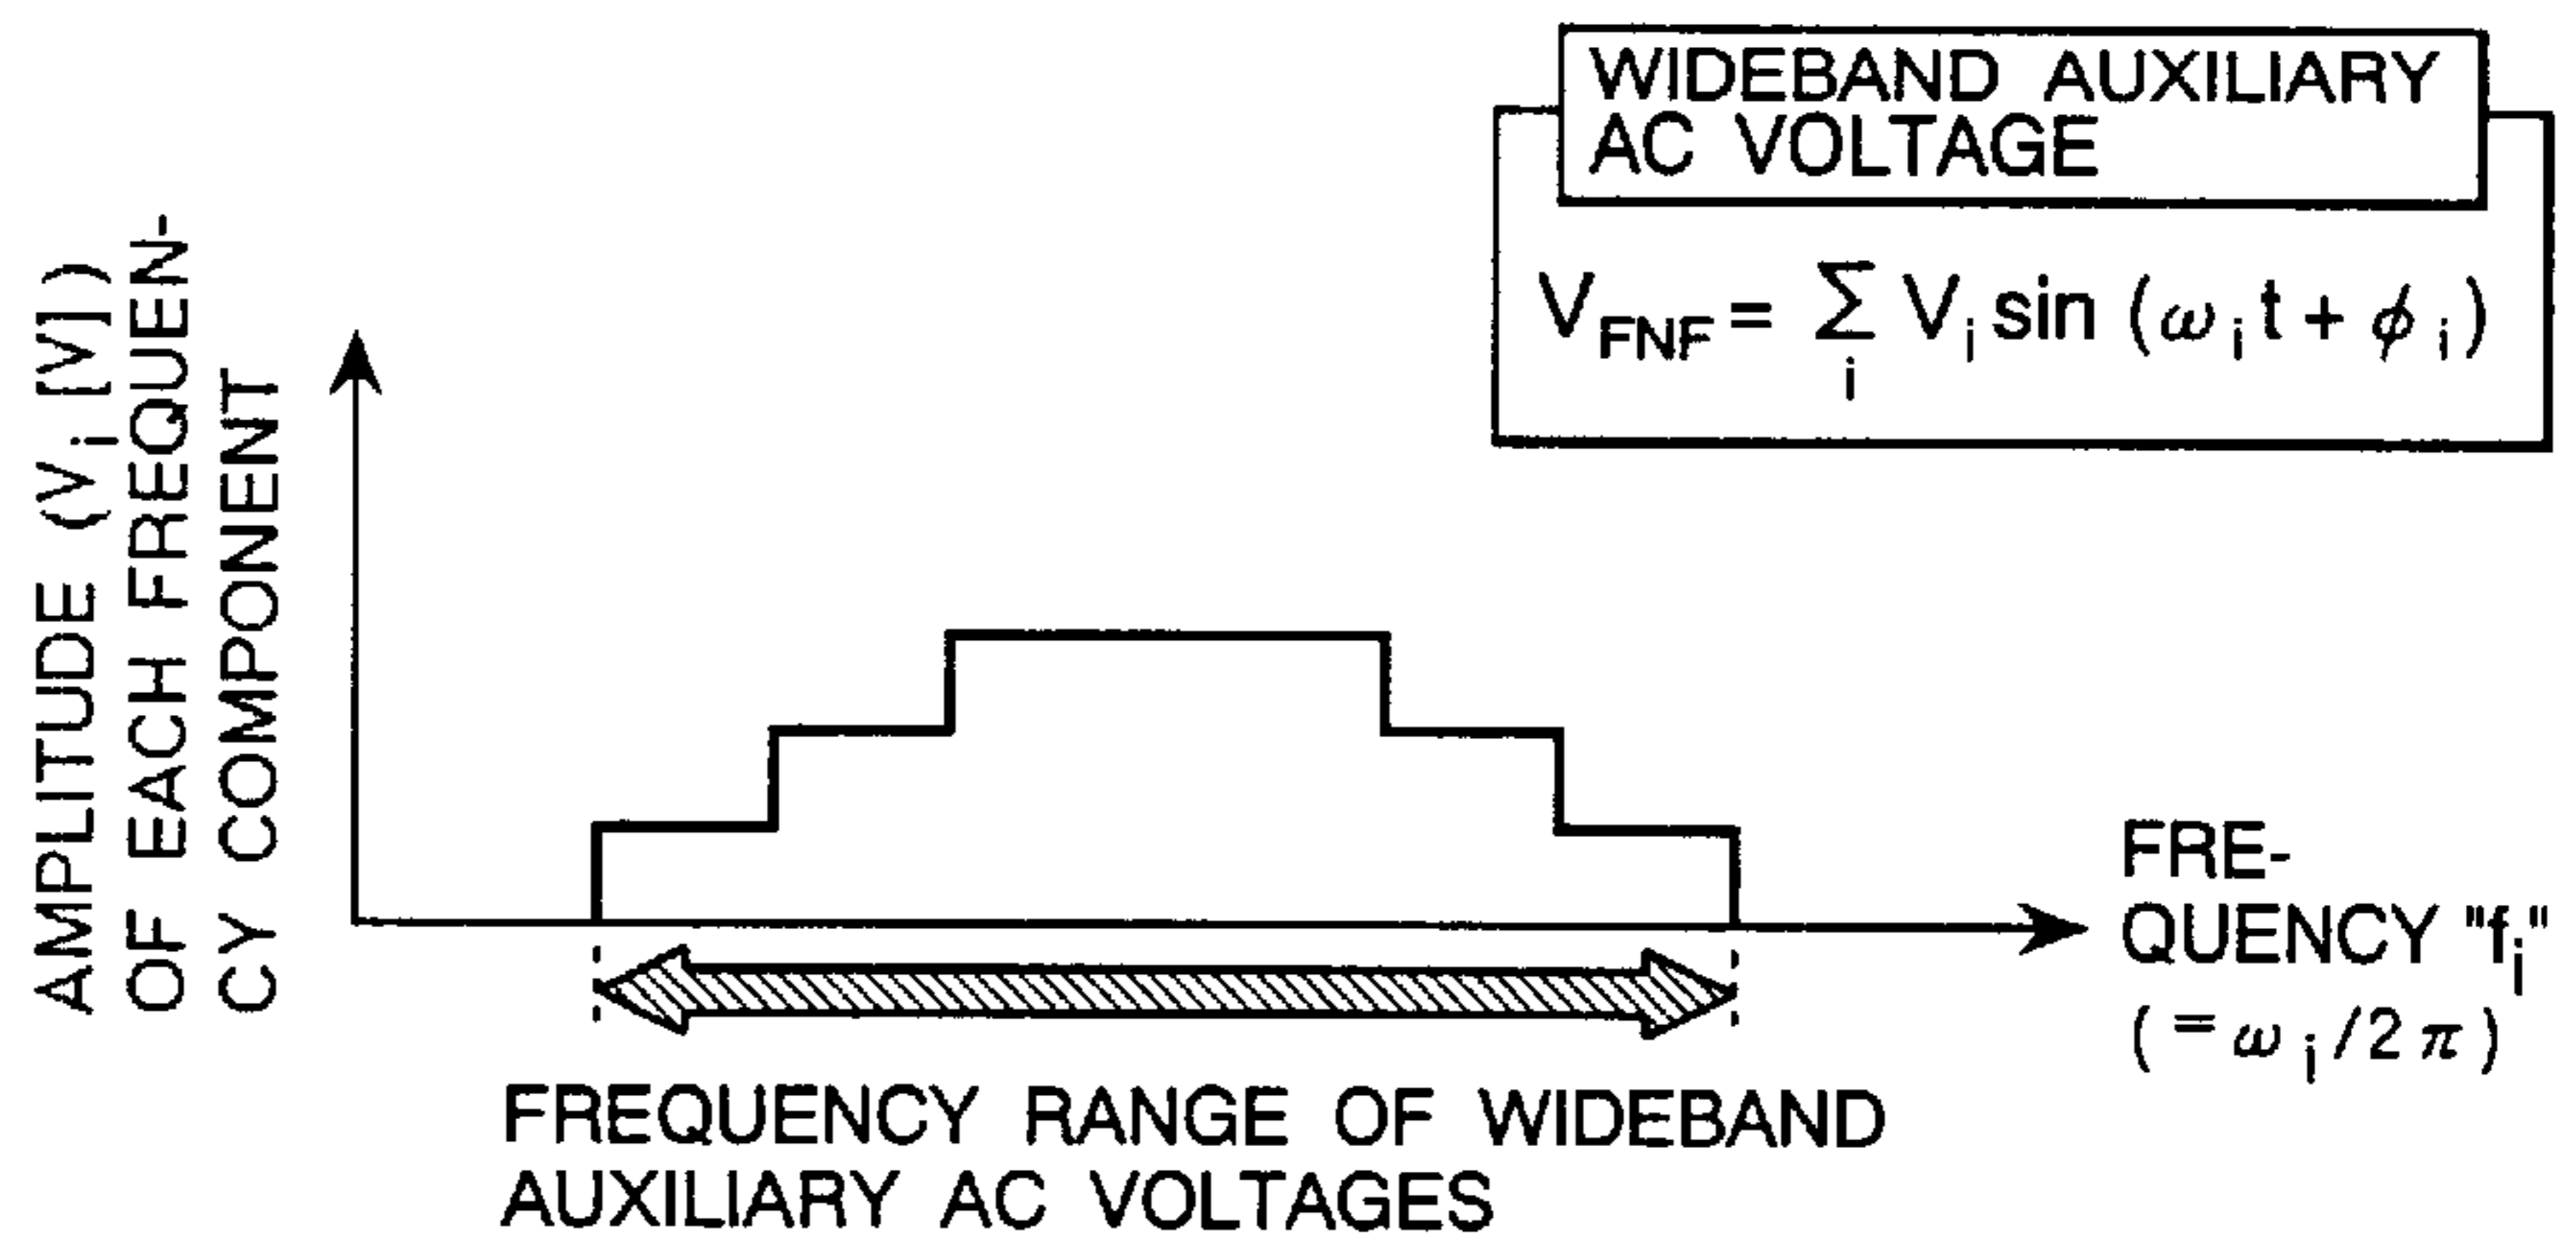 WIDEBAND AUXILIARY
AC VOLTAGE
V_FNF = Σ_i V_i sin (ω_i t + φ_i)
AMPLITUDE (V_i [V])
OF EACH FREQUEN-
CY COMPONENT
FRE-
QUENCY "f_i"
(=ω_i/2π)
FREQUENCY RANGE OF WIDEBAND
AUXILIARY AC VOLTAGES